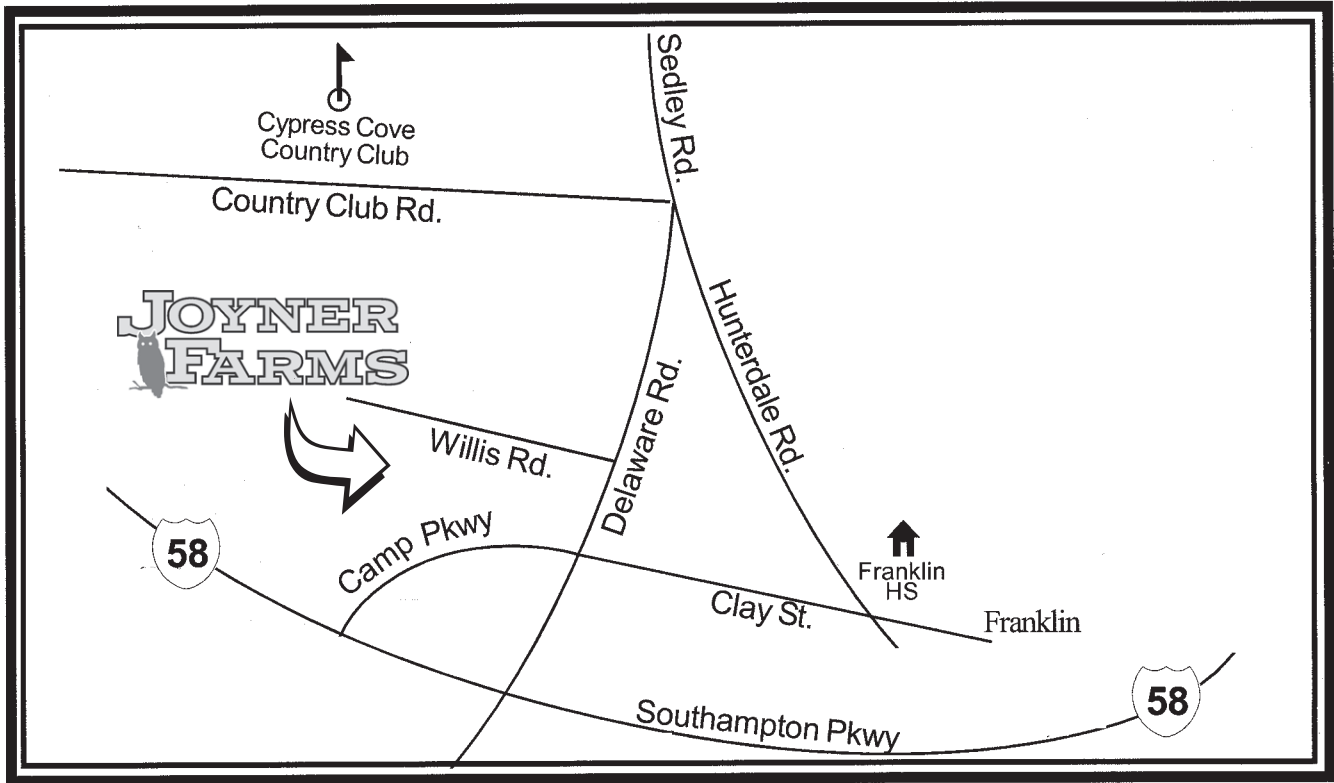 Sedley Rd.
Cypress Cove
Country Club
Country Club Rd.
JOYNER
FARMS
Hunterdale Rd.
Delaware Rd.
Willis Rd.
Camp Pkwy
58
Franklin
HS
Clay St.
Franklin
Southampton Pkwy
58